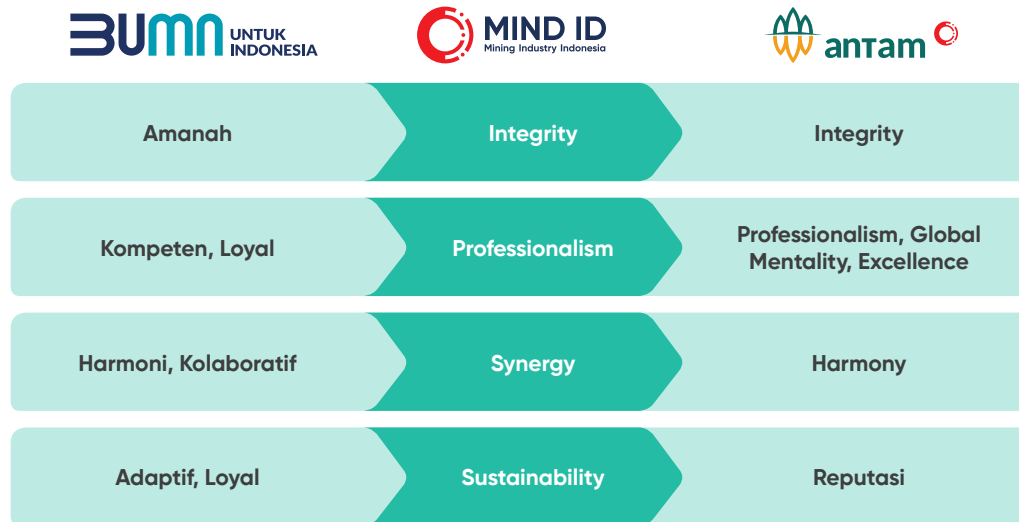 BUMN UNTUK
INDONESIA
MIND ID
Mining Industry Indonesia
antam
Amanah
Integrity
Integrity
Kompeten, Loyal
Professionalism
Professionalism, Global
Mentality, Excellence
Harmoni, Kolaboratif
Synergy
Harmony
Adaptif, Loyal
Sustainability
Reputasi